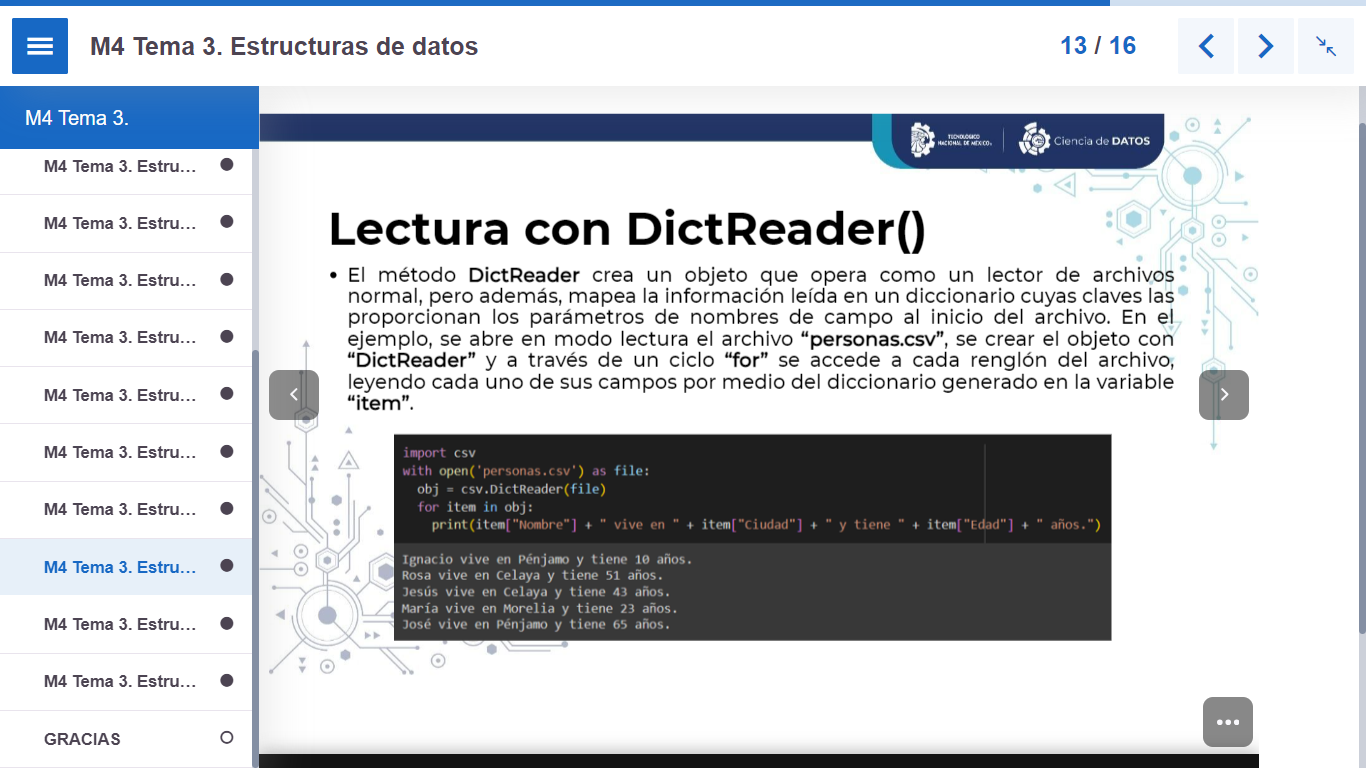 M4 Tema 3. Estructuras de datos
13 / 16
M4 Tema 3.
M4 Tema 3. Estru...
M4 Tema 3. Estru...
M4 Tema 3. Estru...
M4 Tema 3. Estru...
M4 Tema 3. Estru...
M4 Tema 3. Estru...
M4 Tema 3. Estru...
M4 Tema 3. Estru...
M4 Tema 3. Estru...
M4 Tema 3. Estru...
GRACIAS
TECNOLÓGICO
NACIONAL DE MÉXICO
Ciencia de DATOS
Lectura con DictReader()
• El método DictReader crea un objeto que opera como un lector de archivos
normal, pero además, mapea la información leída en un diccionario cuyas claves las
proporcionan los parámetros de nombres de campo al inicio del archivo. En el
ejemplo, se abre en modo lectura el archivo “personas.csv”, se crear el objeto con
“DictReader” y a través de un ciclo “for” se accede a cada renglón del archivo,
leyendo cada uno de sus campos por medio del diccionario generado en la variable
“item”.
import csv
with open('personas.csv') as file:
  obj = csv.DictReader(file)
  for item in obj:
    print(item["Nombre"] + " vive en " + item["Ciudad"] + " y tiene " + item["Edad"] + " años.")
Ignacio vive en Pénjamo y tiene 10 años.
Rosa vive en Celaya y tiene 51 años.
Jesús vive en Celaya y tiene 43 años.
María vive en Morelia y tiene 23 años.
José vive en Pénjamo y tiene 65 años.